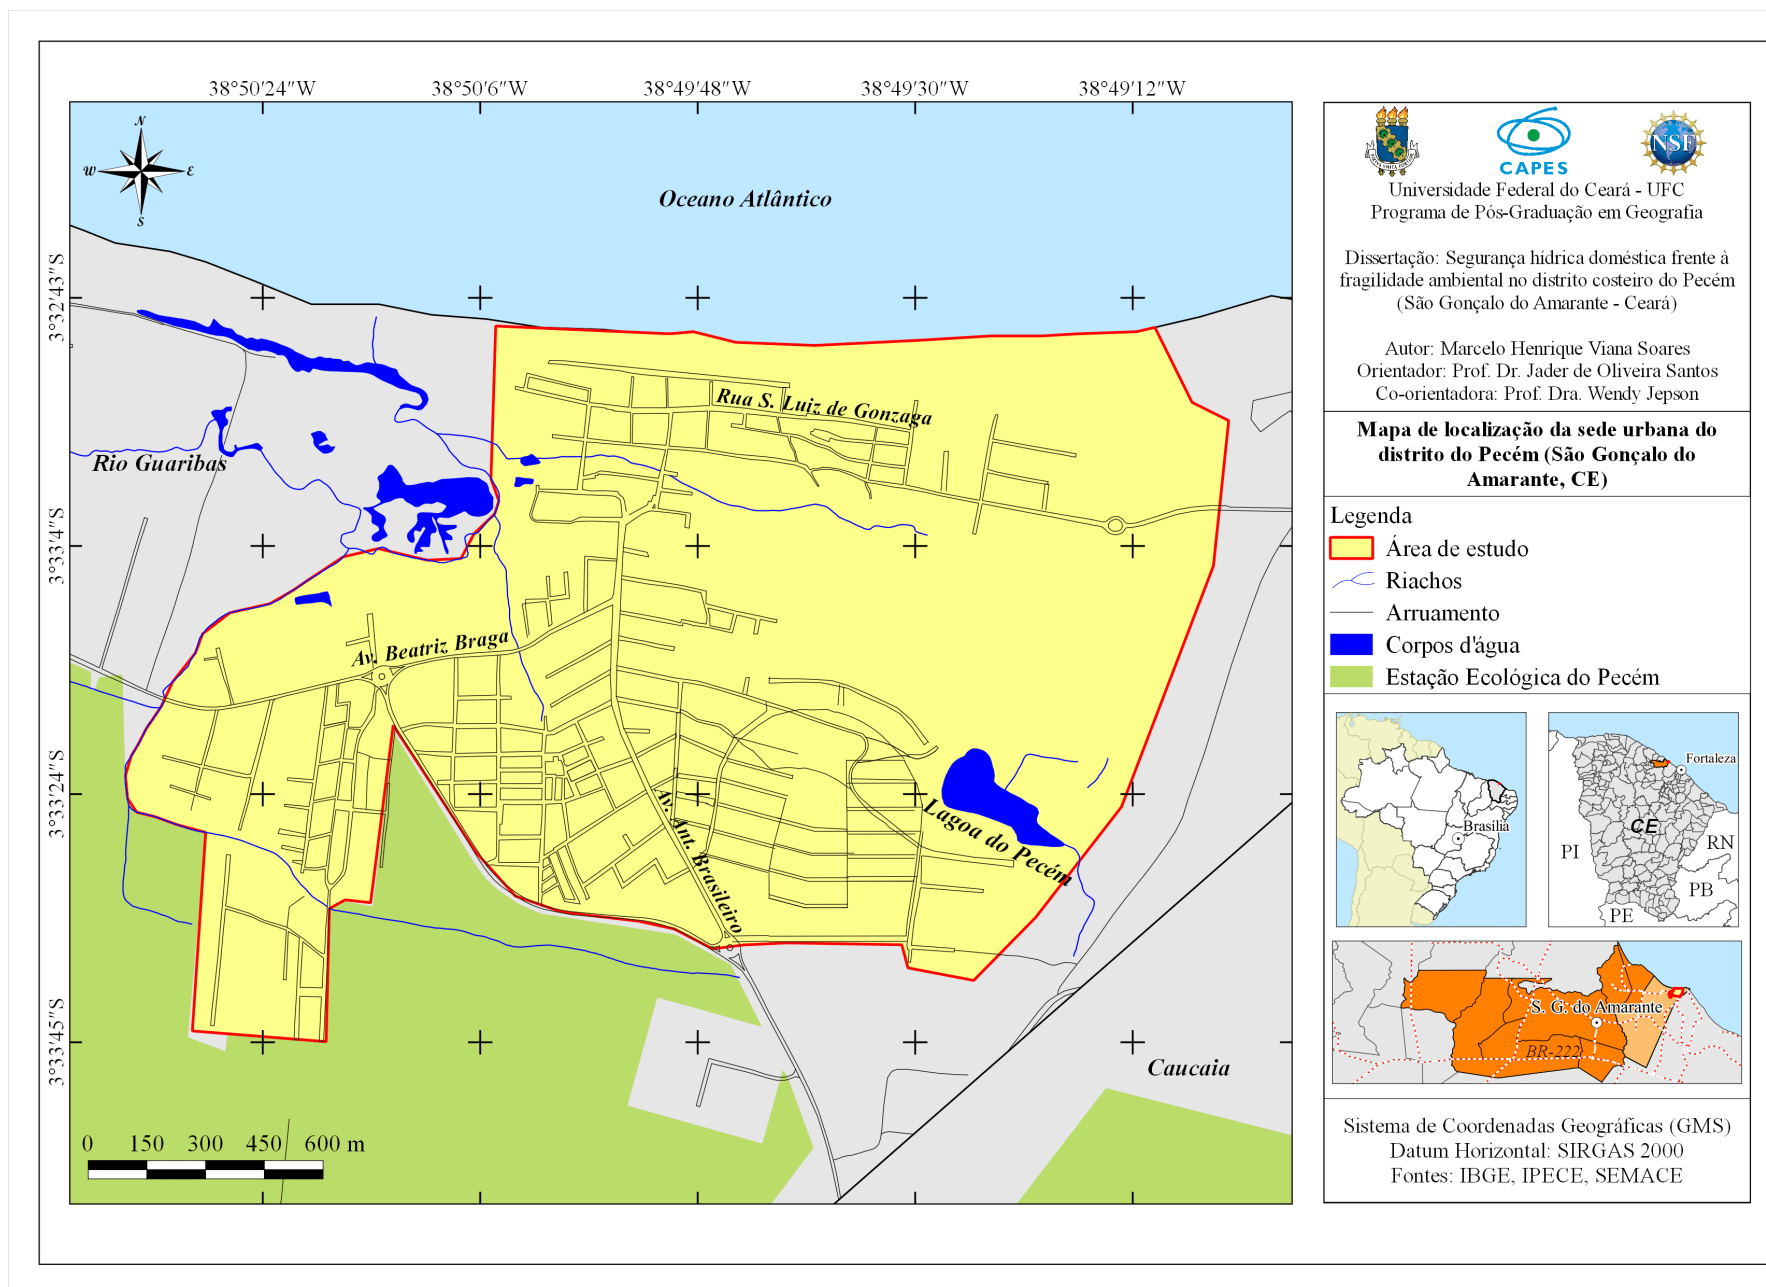 38°50'24"W
38°50'6"W
38°49'48"W
38°49'30"W
38°49'12"W
3°32'43"S
3°33'4"S
3°33'24"S
3°33'45"S
N
W
E
S
Oceano Atlântico
Rua S. Luiz de Gonzaga
Rio Guaribas
Av. Beatriz Braga
Av. Ant. Brasileiro
Lagoa do Pecém
Caucaia
0 150 300 450 600 m
CAPES
NSF
Universidade Federal do Ceará - UFC
Programa de Pós-Graduação em Geografia
Dissertação: Segurança hídrica doméstica frente à
fragilidade ambiental no distrito costeiro do Pecém
(São Gonçalo do Amarante - Ceará)
Autor: Marcelo Henrique Viana Soares
Orientador: Prof. Dr. Jader de Oliveira Santos
Co-orientadora: Prof. Dra. Wendy Jepson
Mapa de localização da sede urbana do
distrito do Pecém (São Gonçalo do
Amarante, CE)
Legenda
Área de estudo
Riachos
Arruamento
Corpos d'água
Estação Ecológica do Pecém
Brasília
Fortaleza
CE
PI
RN
PB
PE
S. G. do Amarante
BR-222
Sistema de Coordenadas Geográficas (GMS)
Datum Horizontal: SIRGAS 2000
Fontes: IBGE, IPECE, SEMACE